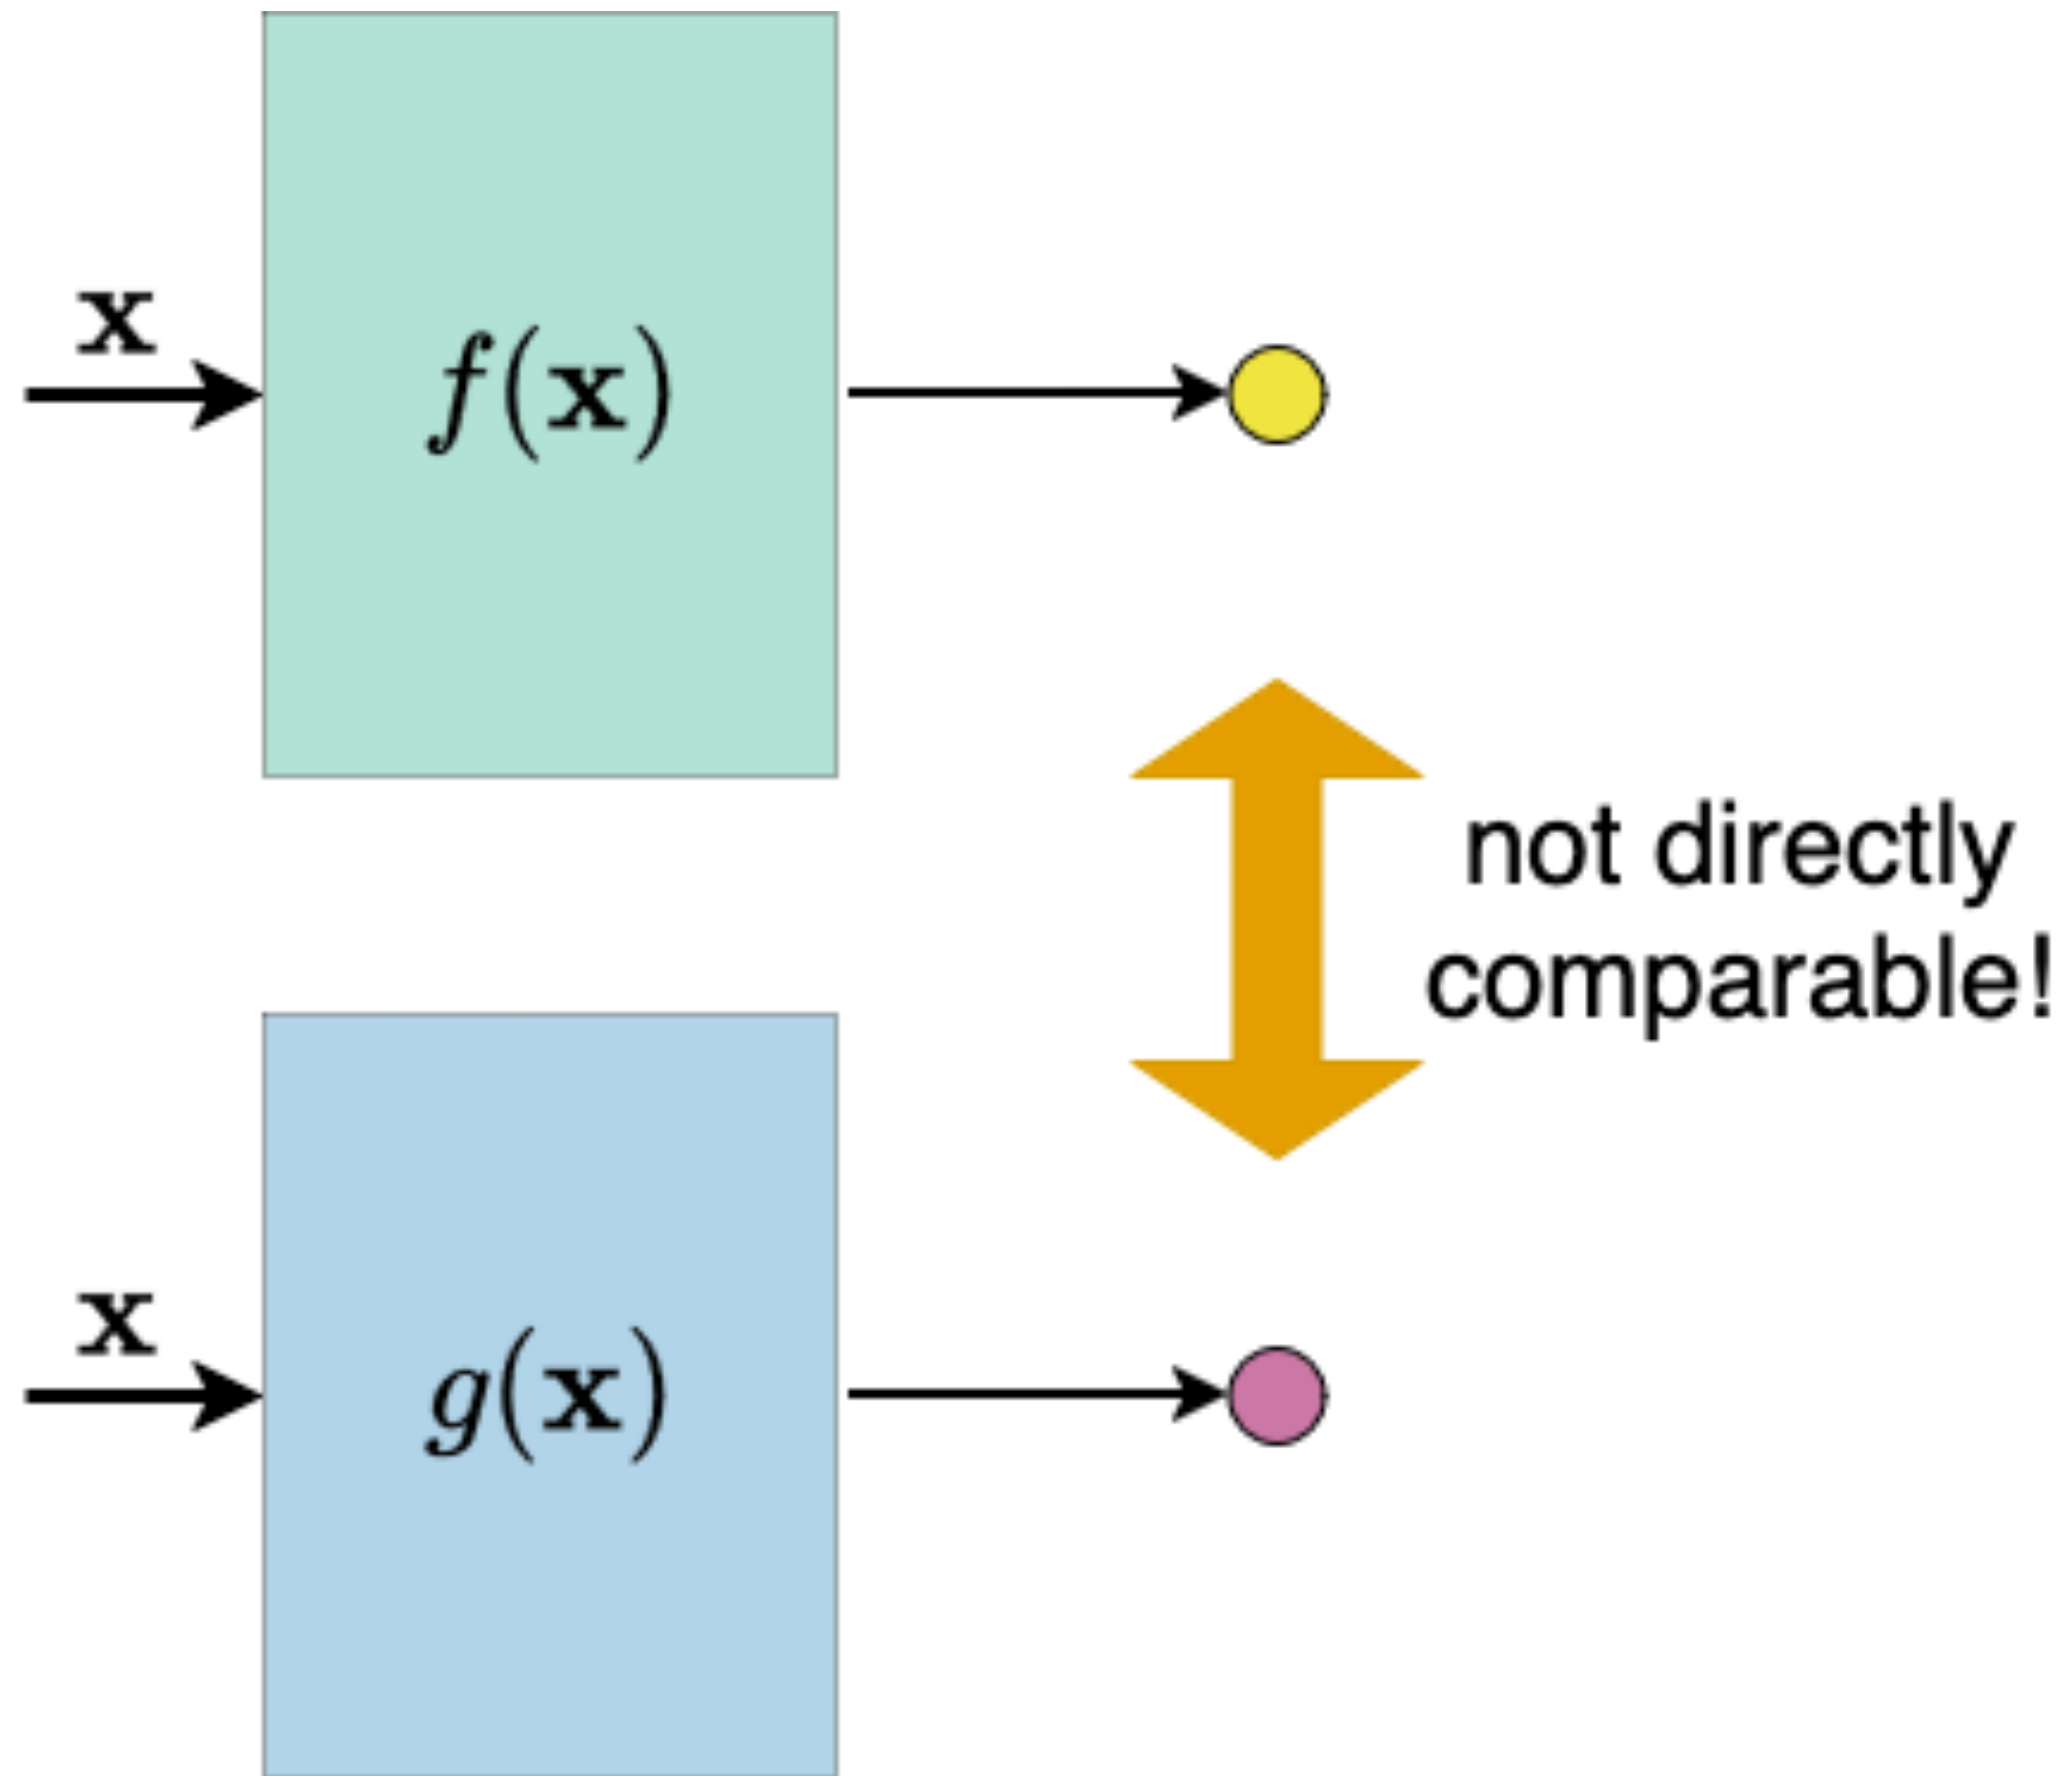 x
f(x)
not directly
comparable!
x
g(x)